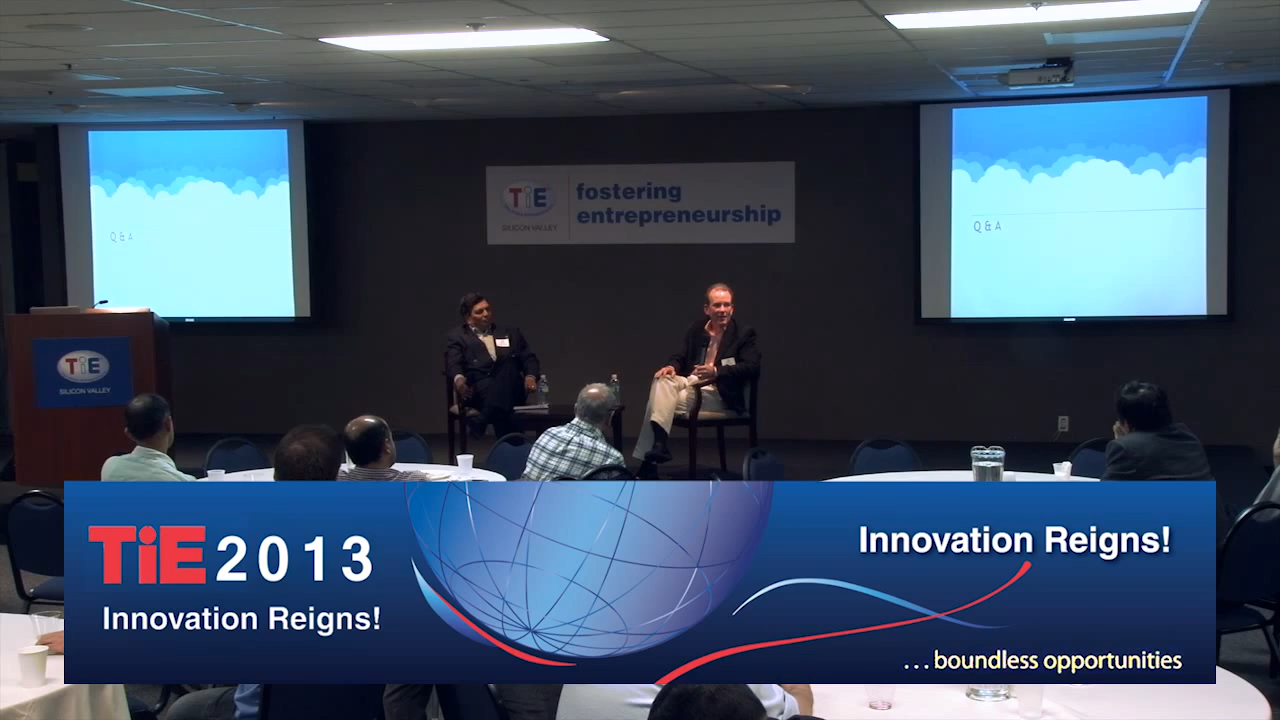 TiE
SILICON VALLEY
fostering
entrepreneurship
Q & A
Q & A
TiE
SILICON VALLEY
TiE 2013
Innovation Reigns!
Innovation Reigns!
...boundless opportunities